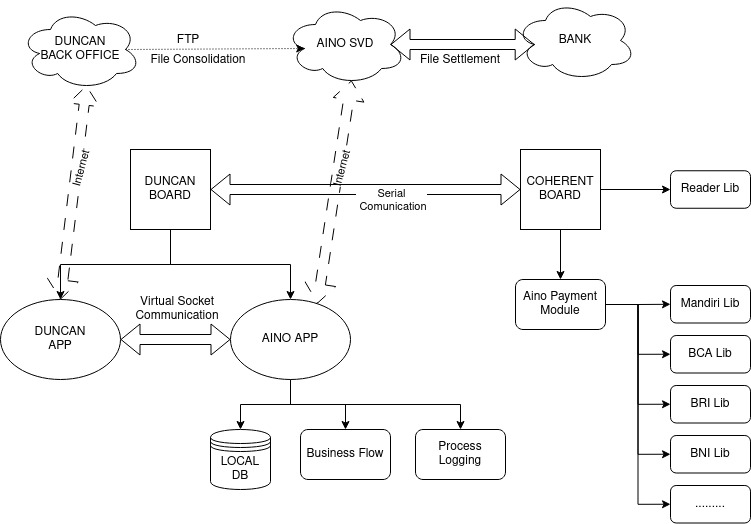 DUNCAN
BACK OFFICE
FTP
File Consolidation
AINO SVD
File Settlement
BANK
Internet
Internet
DUNCAN
BOARD
Serial
Comunication
COHERENT
BOARD
Reader Lib
Aino Payment
Module
Mandiri Lib
BCA Lib
BRI Lib
BNI Lib
.........
Virtual Socket
Communication
DUNCAN
APP
AINO APP
LOCAL
DB
Business Flow
Process
Logging